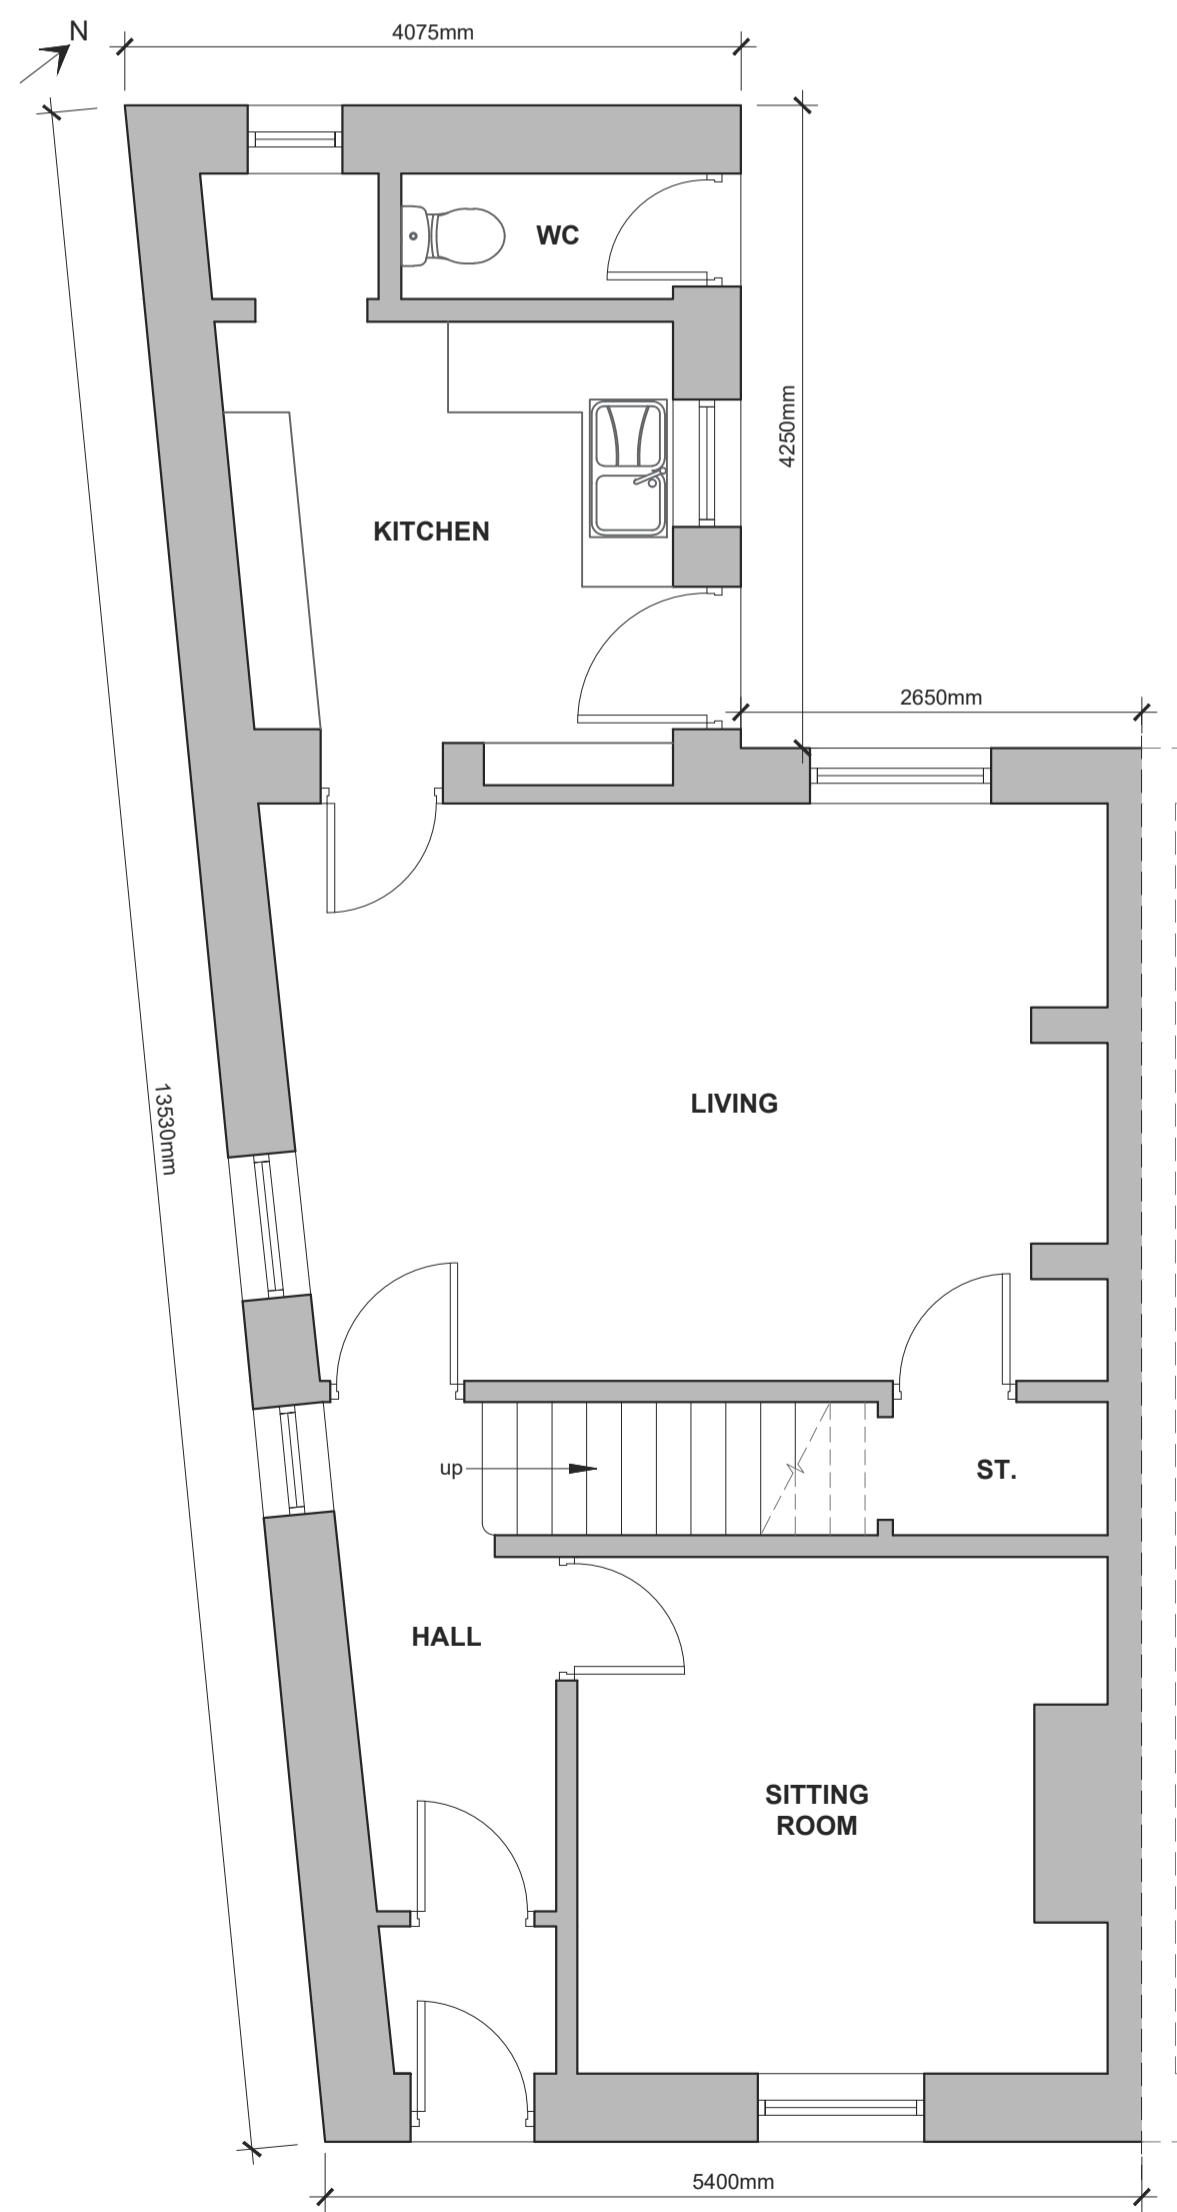 N
4075mm
WC
4250mm
KITCHEN
2650mm
LIVING
13530mm
up
ST.
HALL
SITTING
ROOM
5400mm